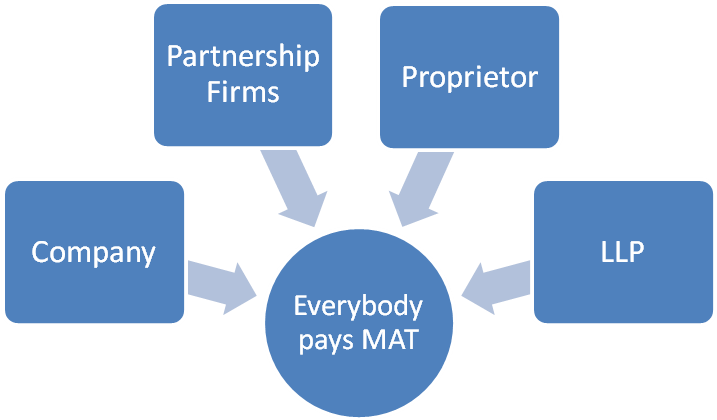 Partnership
Firms
Proprietor
Company
LLP
Everybody
pays MAT